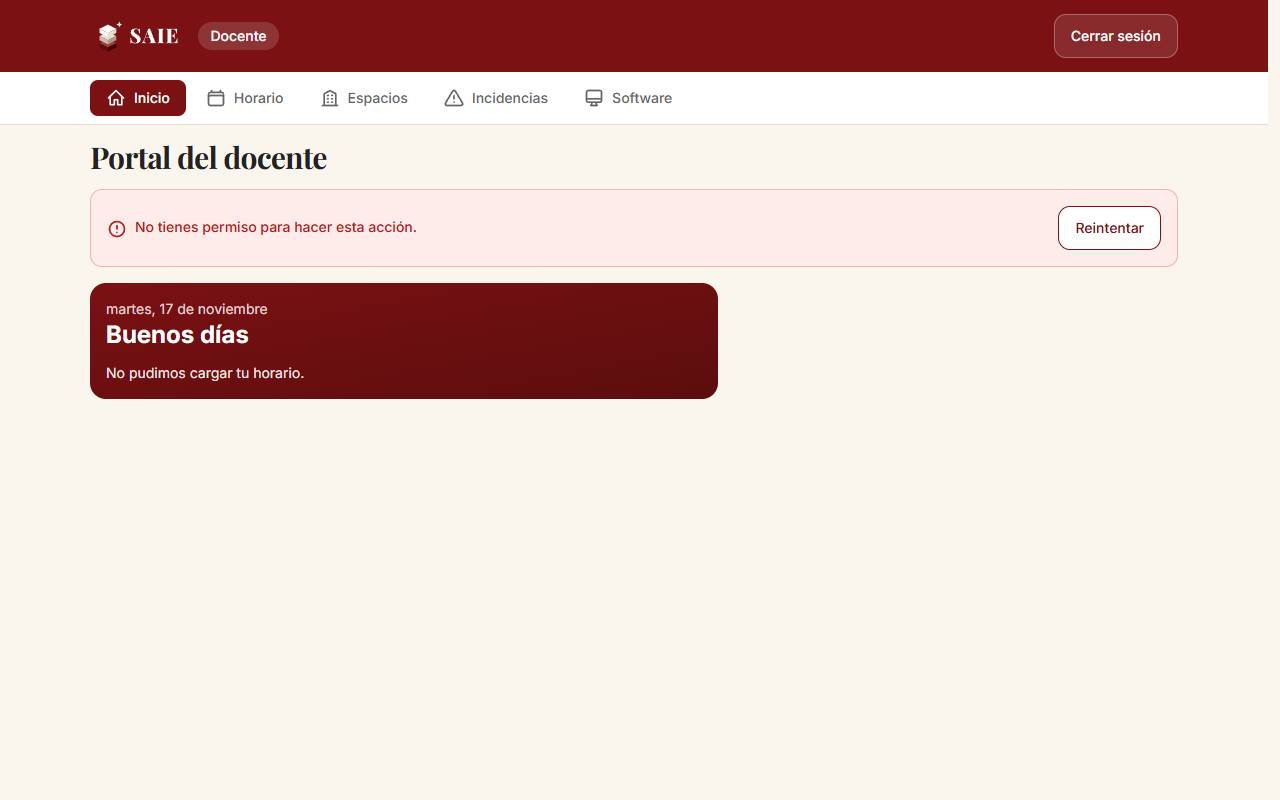 SAIE
Docente
Cerrar sesión
Inicio
Horario
Espacios
Incidencias
Software
Portal del docente
No tienes permiso para hacer esta acción.
Reintentar
martes, 17 de noviembre
Buenos días
No pudimos cargar tu horario.